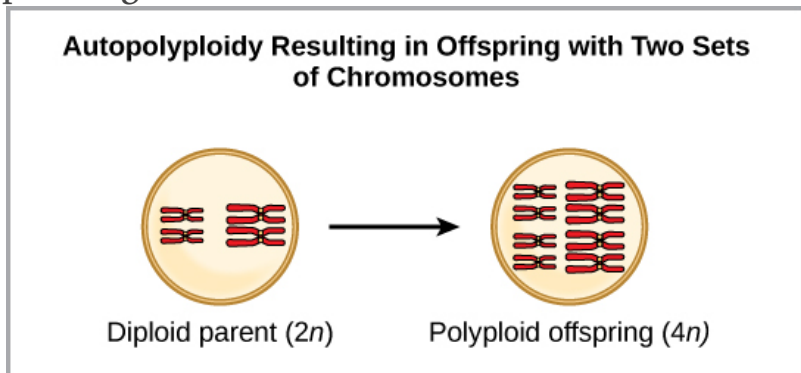 Autopolyploidy Resulting in Offspring with Two Sets
of Chromosomes
Diploid parent (2n)
Polyploid offspring (4n)